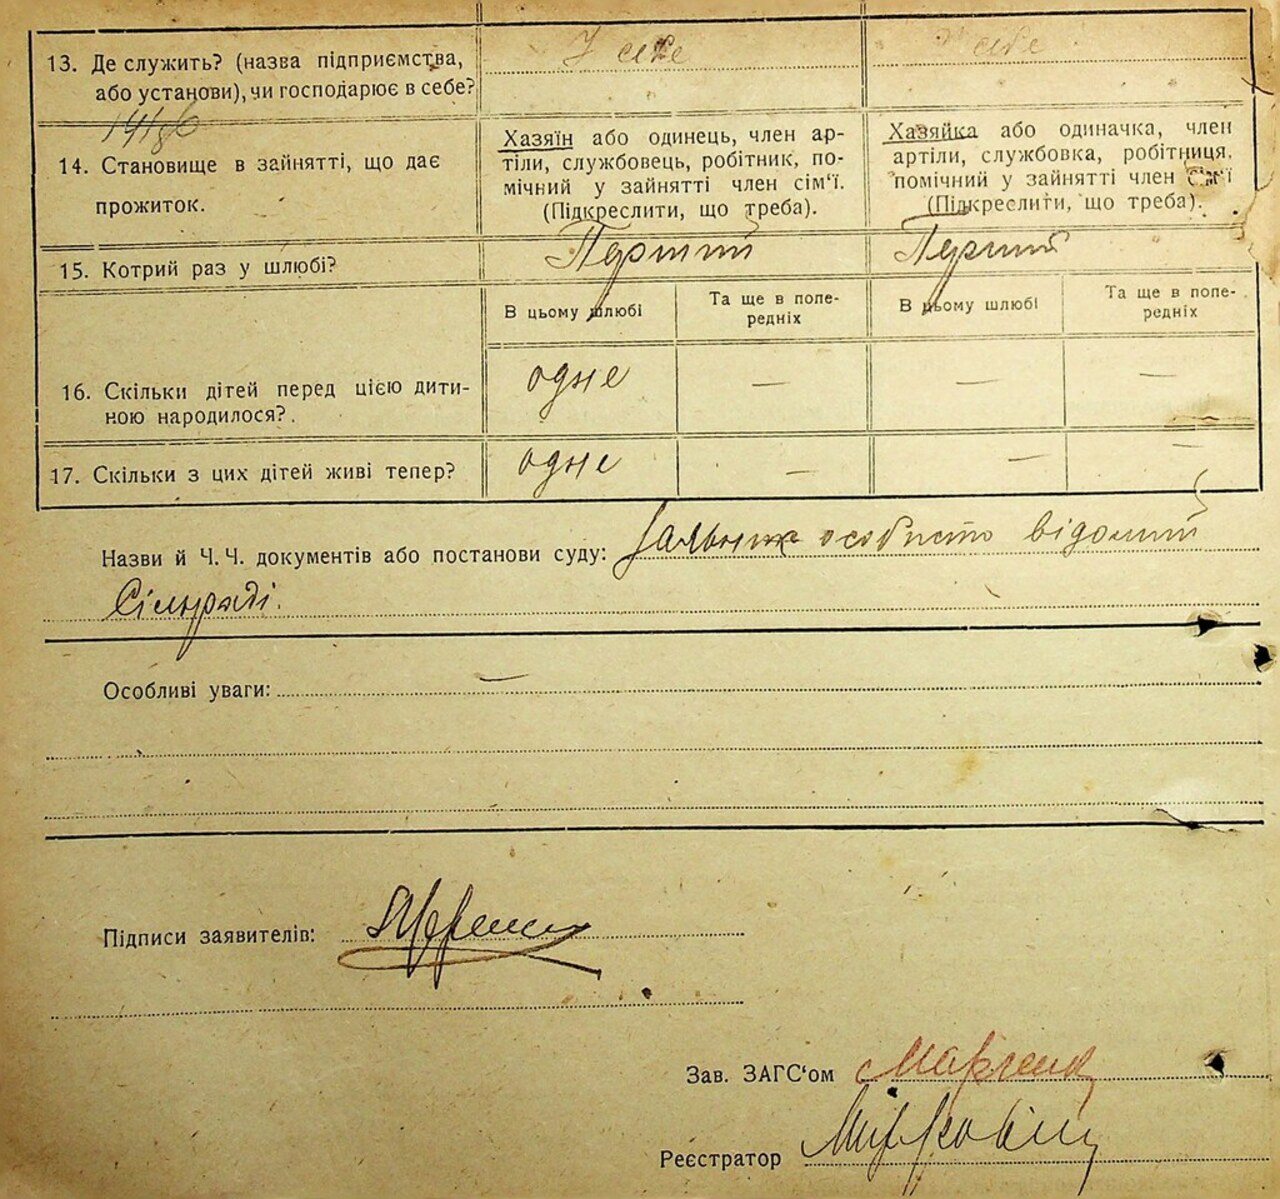 У себе
у себе
13. Де служить? (назва підприємства,
або установи), чи господарює в себе?
14. Становище в зайнятті, що дає
прожиток.
Хазяїн або одинець, член ар-
тіли, службовець, робітник, по-
мічний у зайнятті член сім'ї.
(Підкреслити, що треба).
Хазяйка або одиначка, член
артіли, службовка, робітниця,
помічний у зайнятті член сім'ї
(Підкреслити, що треба).
15. Котрий раз у шлюбі?
Перший
Перший
В цьому шлюбі
Та ще в попе-
редніх
В цьому шлюбі
Та ще в попе-
редніх
16. Скільки дітей перед цією дити-
ною народилося?.
одне — — —
17. Скільки з цих дітей живі тепер?
одне — — —
Назви й Ч. Ч. документів або постанови суду: особисто відомий
Сільраді.
Особливі уваги: —
Підписи заявителів:
Зав. ЗАГС'ом
Реєстратор